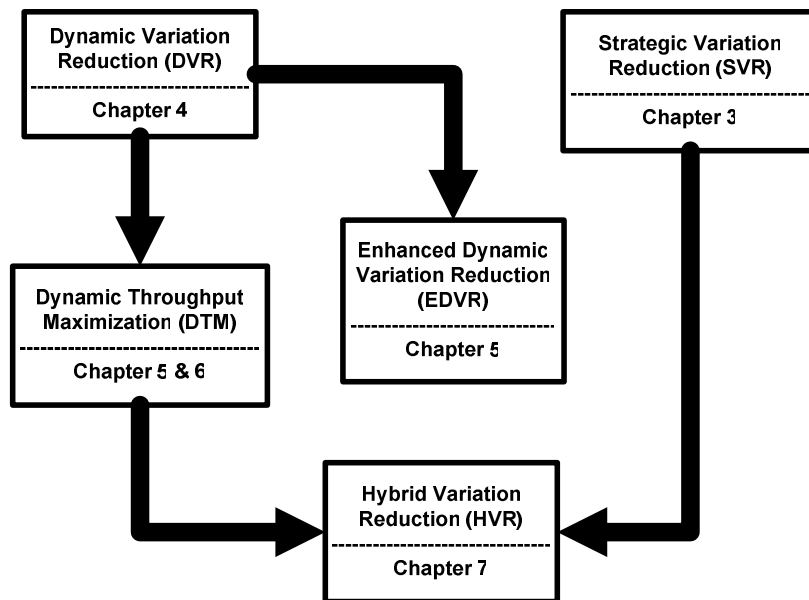 Dynamic Variation
Reduction (DVR)
Chapter 4
Strategic Variation
Reduction (SVR)
Chapter 3
Enhanced Dynamic
Variation Reduction
(EDVR)
Chapter 5
Dynamic Throughput
Maximization (DTM)
Chapter 5 & 6
Hybrid Variation
Reduction (HVR)
Chapter 7